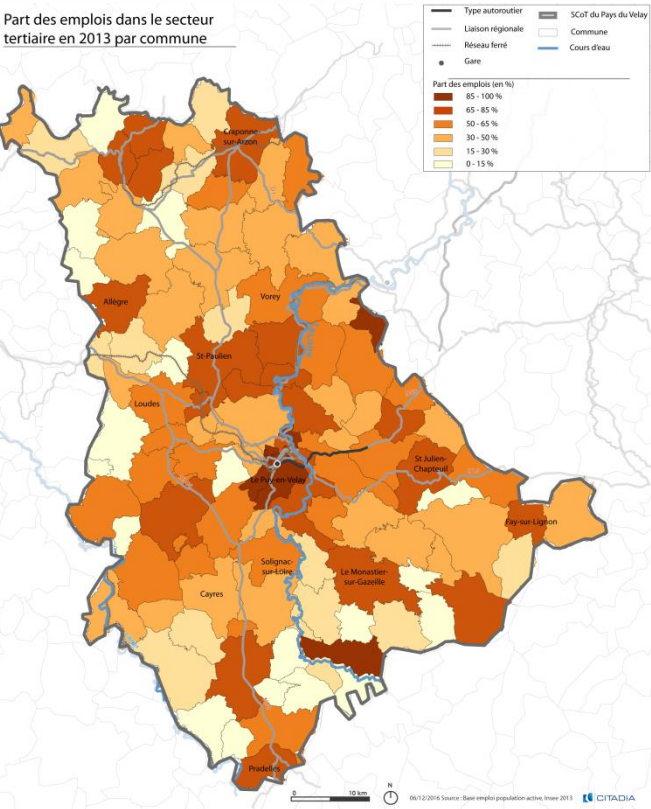 Part des emplois dans le secteur
tertiaire en 2013 par commune
Type autoroutier
Liaison régionale
Réseau ferré
Gare
SCoT du Pays du Velay
Commune
Cours d'eau
Part des emplois (en %)
85 - 100 %
65 - 85 %
50 - 65 %
30 - 50 %
15 - 30 %
0 - 15 %
Craponne
sur-Arzon
Allègre
Vorey
St-Paulien
Loudes
Le Puy-en-Velay
St Julien-
Chapteuil
Fay-sur-Lignon
Solignac-
sur-Loire
Le Monastier-
sur-Gazeille
Cayres
Pradelles
0 10 km
N
06/12/2016 Source : Base emploi population active, Insee 2013
CITADIA